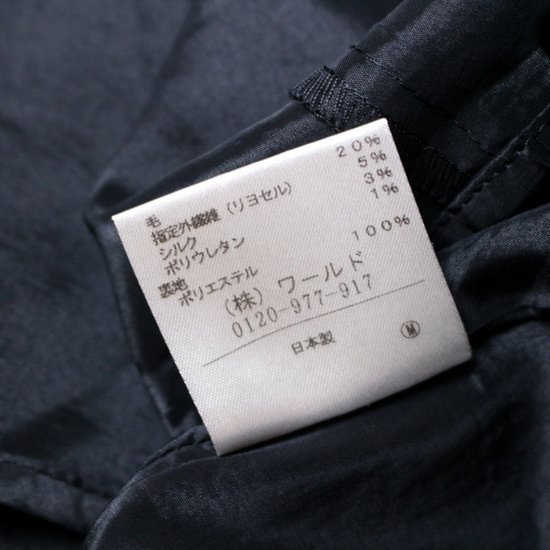 毛 20%
指定外繊維(リヨセル) 5%
シルク 3%
ポリウレタン 1%
裏地
ポリエステル 100%
(株) ワールド
0120-977-917
日本製 M